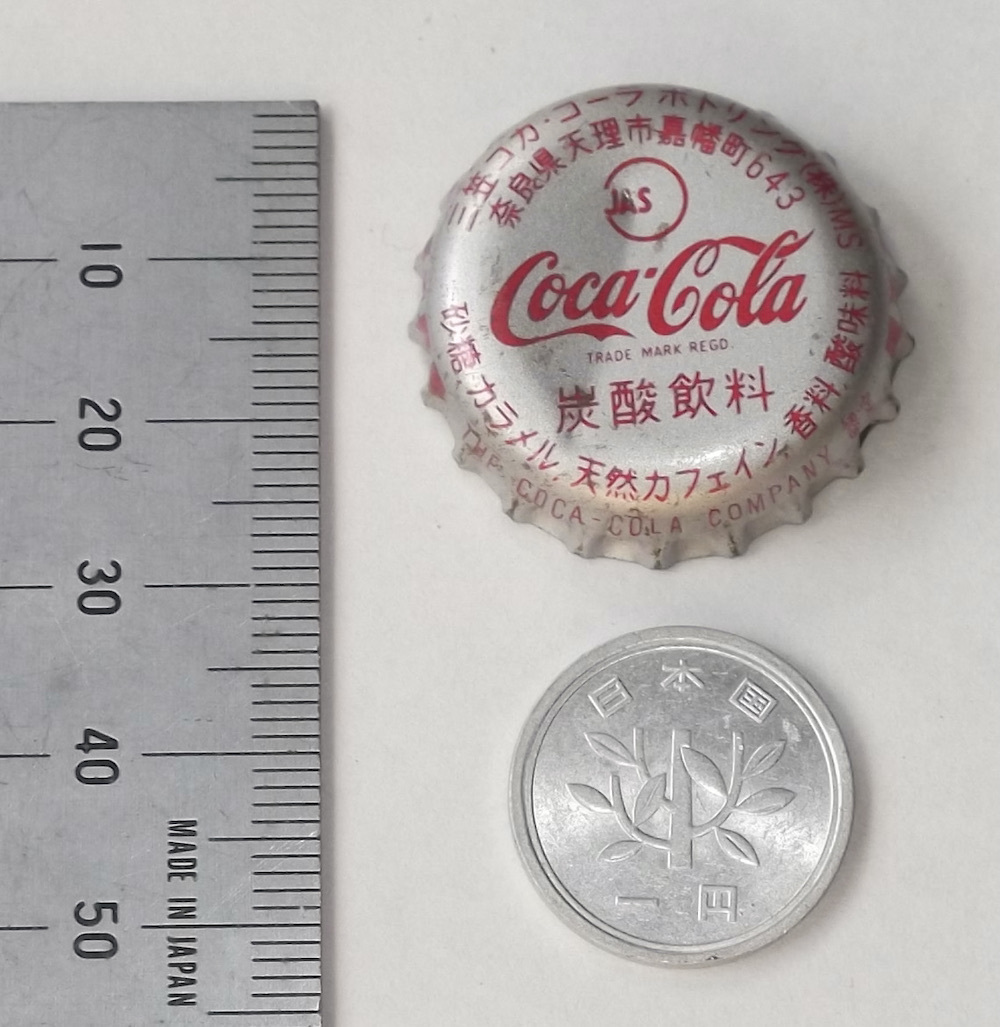 10
20
30
40
50
MADE IN JAPAN
三笠コカ·コーラボトリング(株)MS
奈良県天理市嘉幡町643
JAS
Coca-Cola
TRADE MARK REGD.
炭酸飲料
砂糖,カラメル,天然カフェイン,香料,酸味料
COCA-COLA COMPANY
日本国
一円